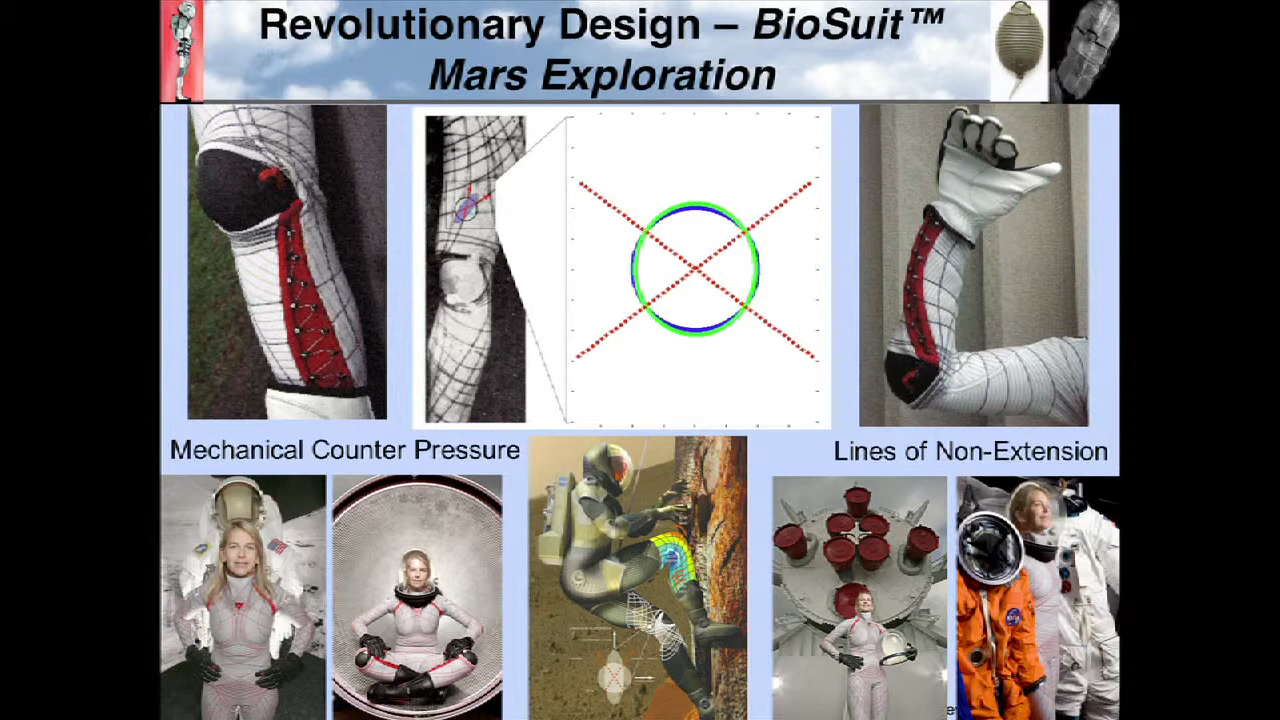 Revolutionary Design – BioSuit™
Mars Exploration
Mechanical Counter Pressure
Lines of Non-Extension